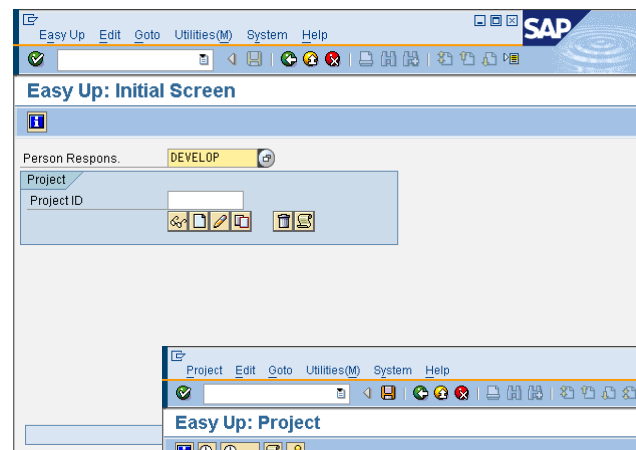 Easy Up Edit Goto Utilities(M) System Help
SAP
Easy Up: Initial Screen
Person Respons. DEVELOP
Project
Project ID
Project Edit Goto Utilities(M) System Help
Easy Up: Project